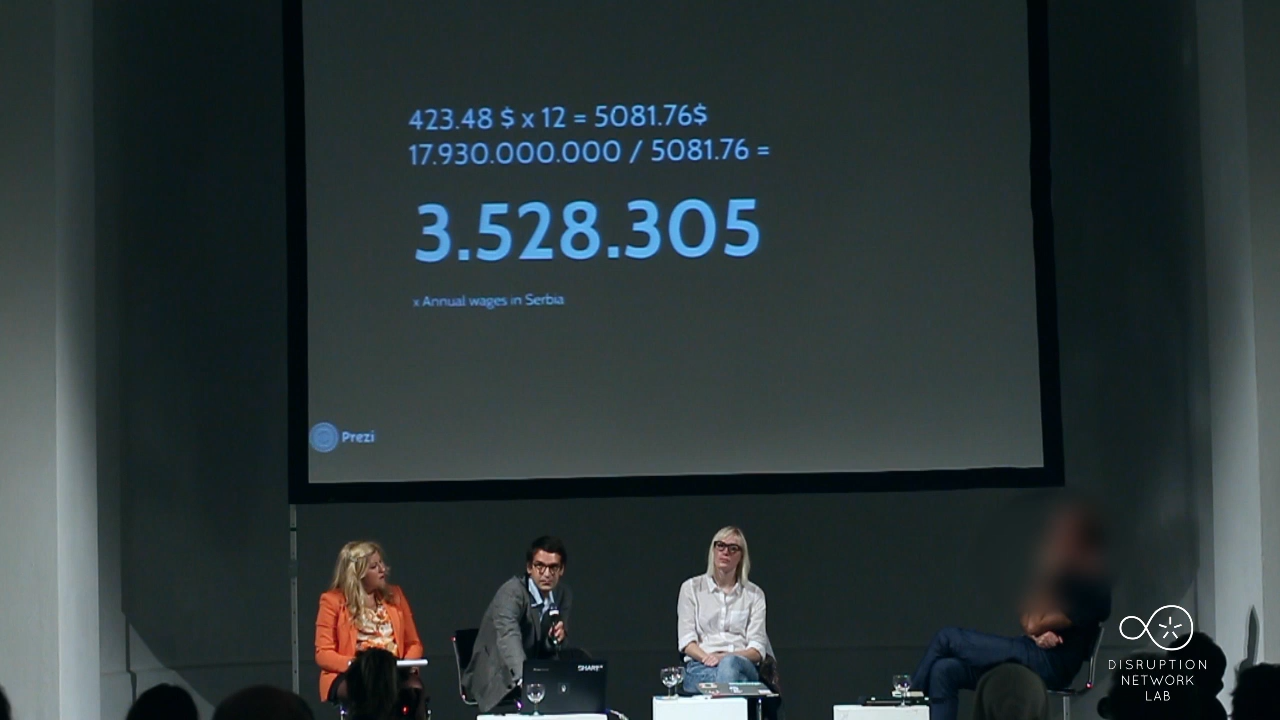 423.48 $ x 12 = 5081.76$
17.930.000.000 / 5081.76 =
3.528.305
x Annual wages in Serbia
Prezi
SHARE
DISRUPTION
NETWORK
LAB